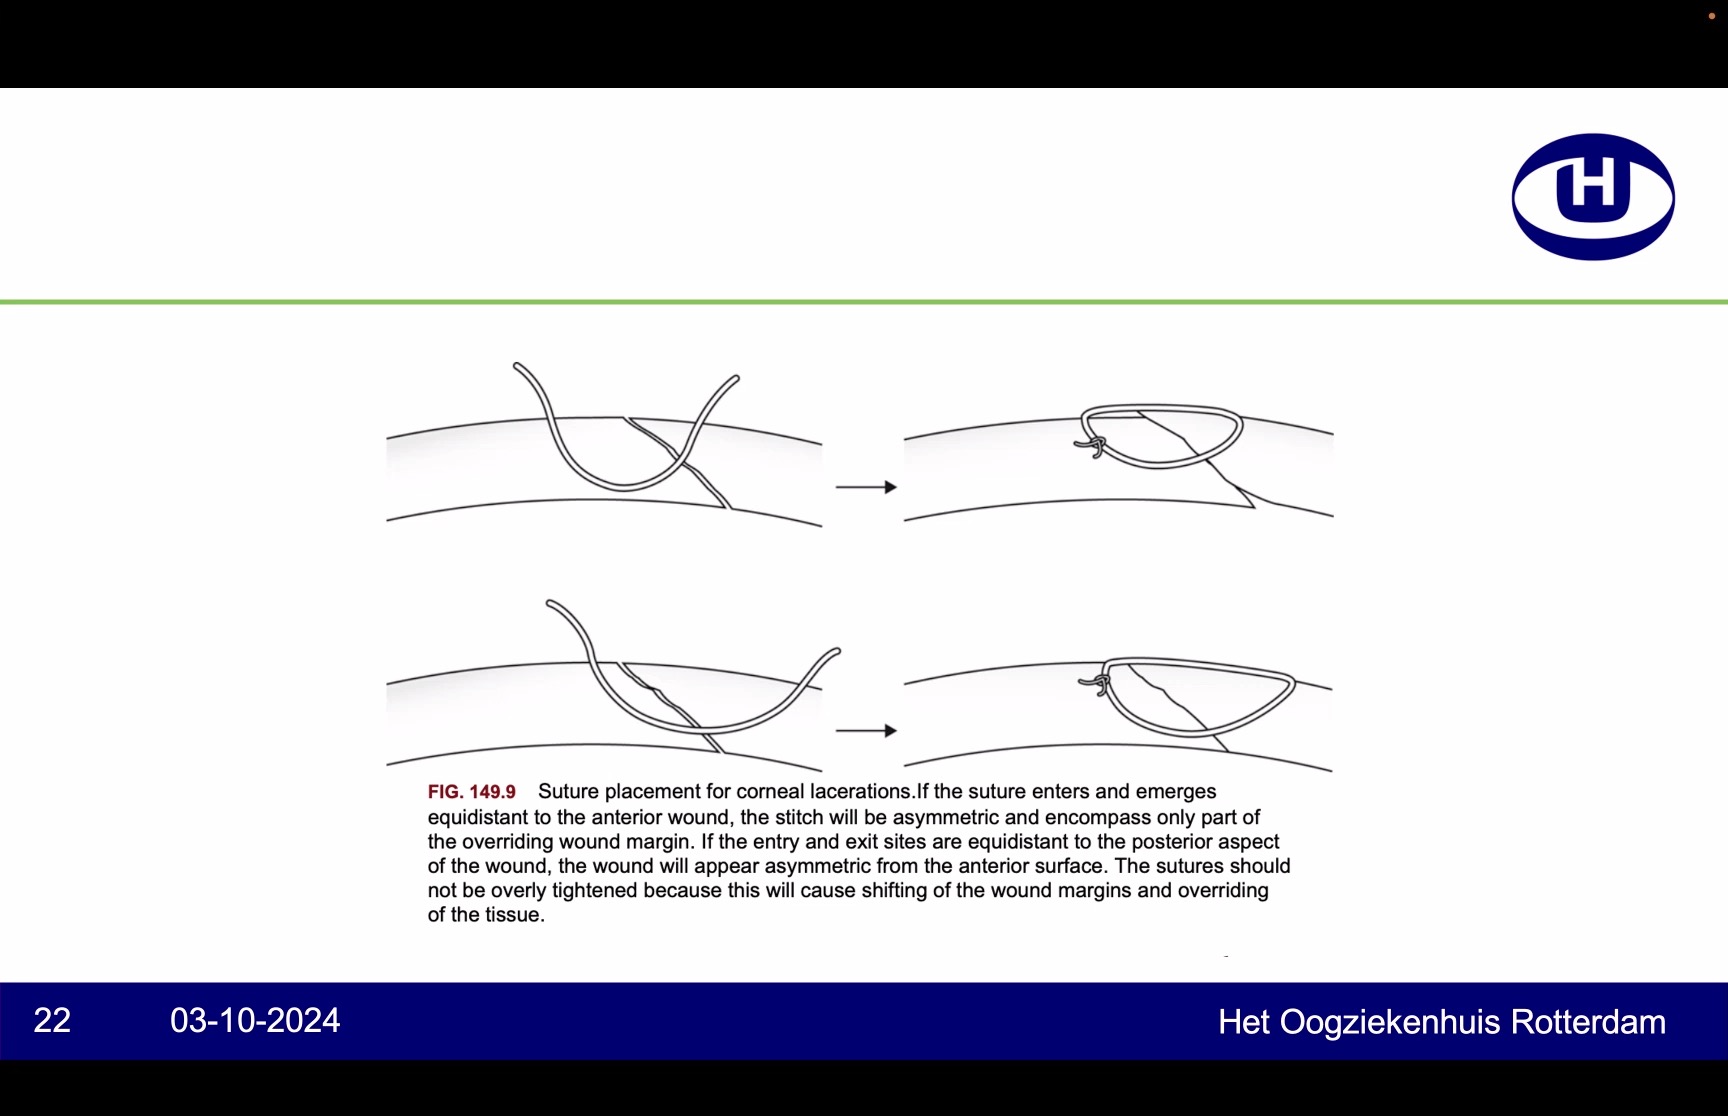 H
FIG. 149.9 Suture placement for corneal lacerations.If the suture enters and emerges
equidistant to the anterior wound, the stitch will be asymmetric and encompass only part of
the overriding wound margin. If the entry and exit sites are equidistant to the posterior aspect
of the wound, the wound will appear asymmetric from the anterior surface. The sutures should
not be overly tightened because this will cause shifting of the wound margins and overriding
of the tissue.
22 03-10-2024 Het Oogziekenhuis Rotterdam